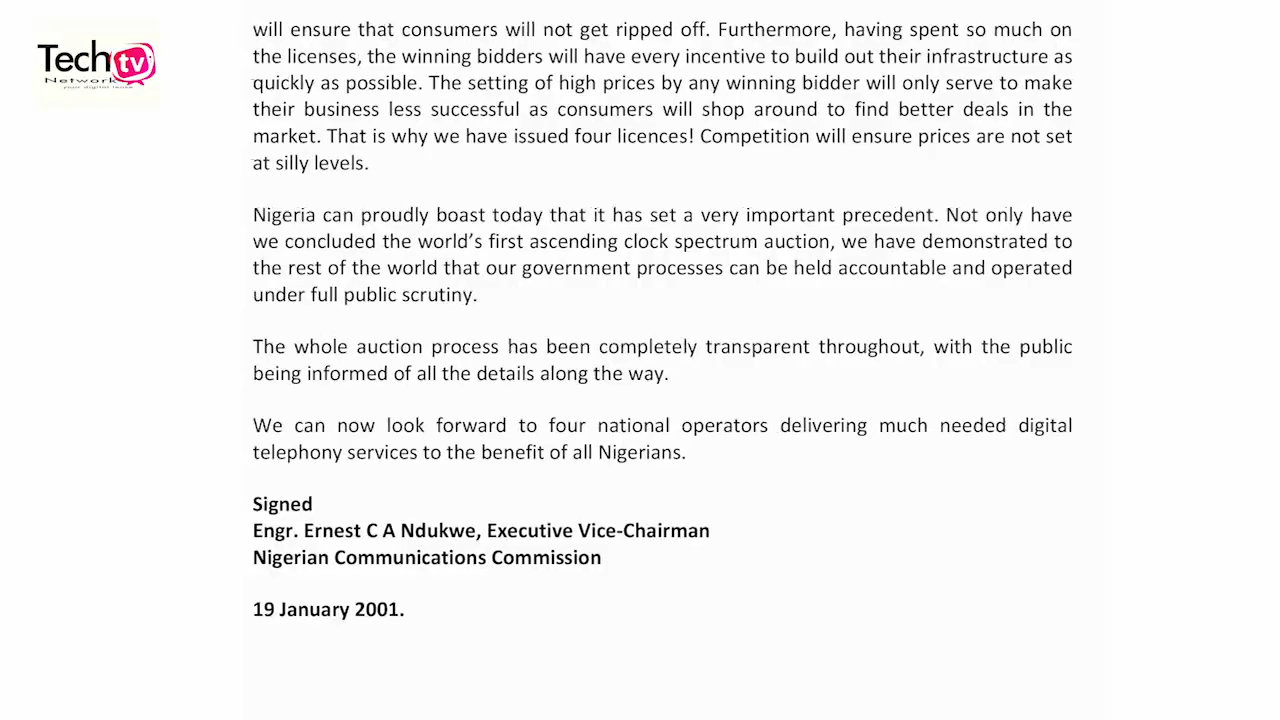 Tech tv
Network
your digital lense
will ensure that consumers will not get ripped off. Furthermore, having spent so much on
the licenses, the winning bidders will have every incentive to build out their infrastructure as
quickly as possible. The setting of high prices by any winning bidder will only serve to make
their business less successful as consumers will shop around to find better deals in the
market. That is why we have issued four licences! Competition will ensure prices are not set
at silly levels.
Nigeria can proudly boast today that it has set a very important precedent. Not only have
we concluded the world's first ascending clock spectrum auction, we have demonstrated to
the rest of the world that our government processes can be held accountable and operated
under full public scrutiny.
The whole auction process has been completely transparent throughout, with the public
being informed of all the details along the way.
We can now look forward to four national operators delivering much needed digital
telephony services to the benefit of all Nigerians.
Signed
Engr. Ernest C A Ndukwe, Executive Vice-Chairman
Nigerian Communications Commission
19 January 2001.